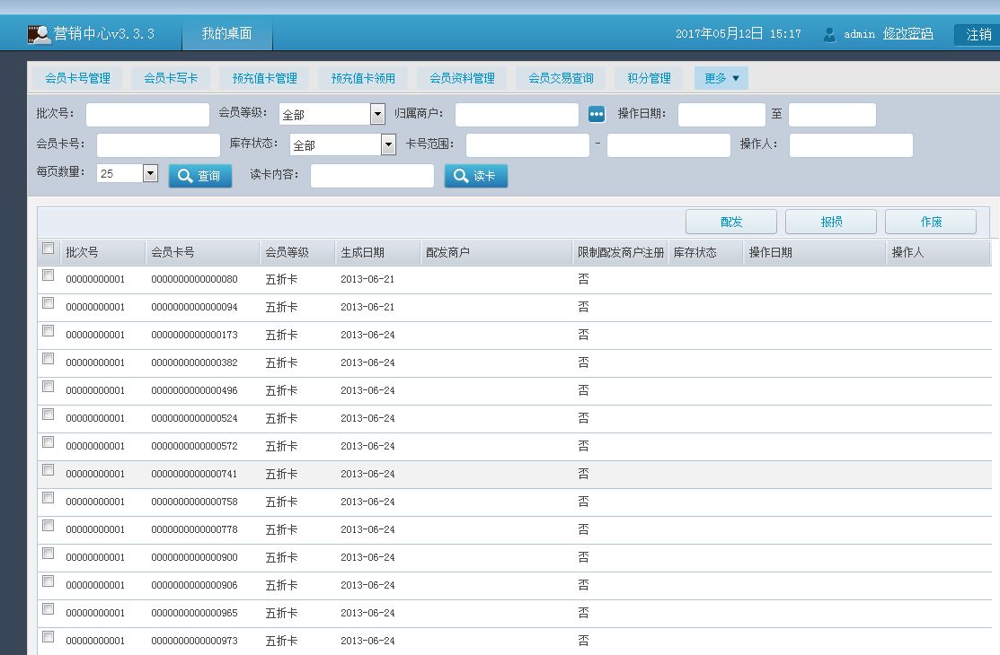 营销中心v3.3.3 我的桌面 2017年05月12日 15:17 admin 修改密码 注销
会员卡号管理 会员卡写卡 预充值卡管理 预充值卡领用 会员资料管理 会员交易查询 积分管理 更多
批次号: 会员等级: 全部 归属商户: 操作日期: 至
会员卡号: 库存状态: 全部 卡号范围: - 操作人:
每页数量: 25 查询 读卡内容: 读卡
配发 报损 作废
批次号 会员卡号 会员等级 生成日期 配发商户 限制配发商户注册 库存状态 操作日期 操作人
00000000001 0000000000000080 五折卡 2013-06-21 否
00000000001 0000000000000094 五折卡 2013-06-21 否
00000000001 0000000000000173 五折卡 2013-06-24 否
00000000001 0000000000000382 五折卡 2013-06-24 否
00000000001 0000000000000496 五折卡 2013-06-24 否
00000000001 0000000000000524 五折卡 2013-06-24 否
00000000001 0000000000000572 五折卡 2013-06-24 否
00000000001 0000000000000741 五折卡 2013-06-24 否
00000000001 0000000000000758 五折卡 2013-06-24 否
00000000001 0000000000000778 五折卡 2013-06-24 否
00000000001 0000000000000900 五折卡 2013-06-24 否
00000000001 0000000000000906 五折卡 2013-06-24 否
00000000001 0000000000000965 五折卡 2013-06-24 否
00000000001 0000000000000973 五折卡 2013-06-24 否